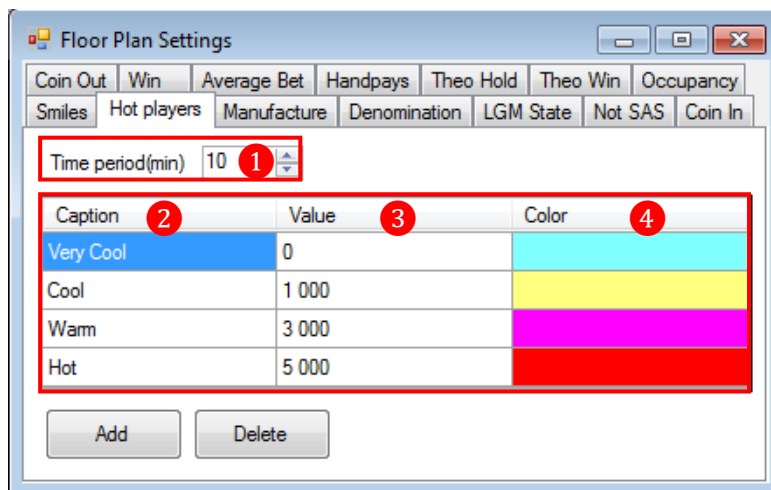 Floor Plan Settings
Coin Out Win Average Bet Handpays Theo Hold Theo Win Occupancy
Smiles Hot players Manufacture Denomination LGM State Not SAS Coin In
Time period(min) 10 1
Caption 2 Value 3 Color 4
Very Cool 0
Cool 1 000
Warm 3 000
Hot 5 000
Add Delete